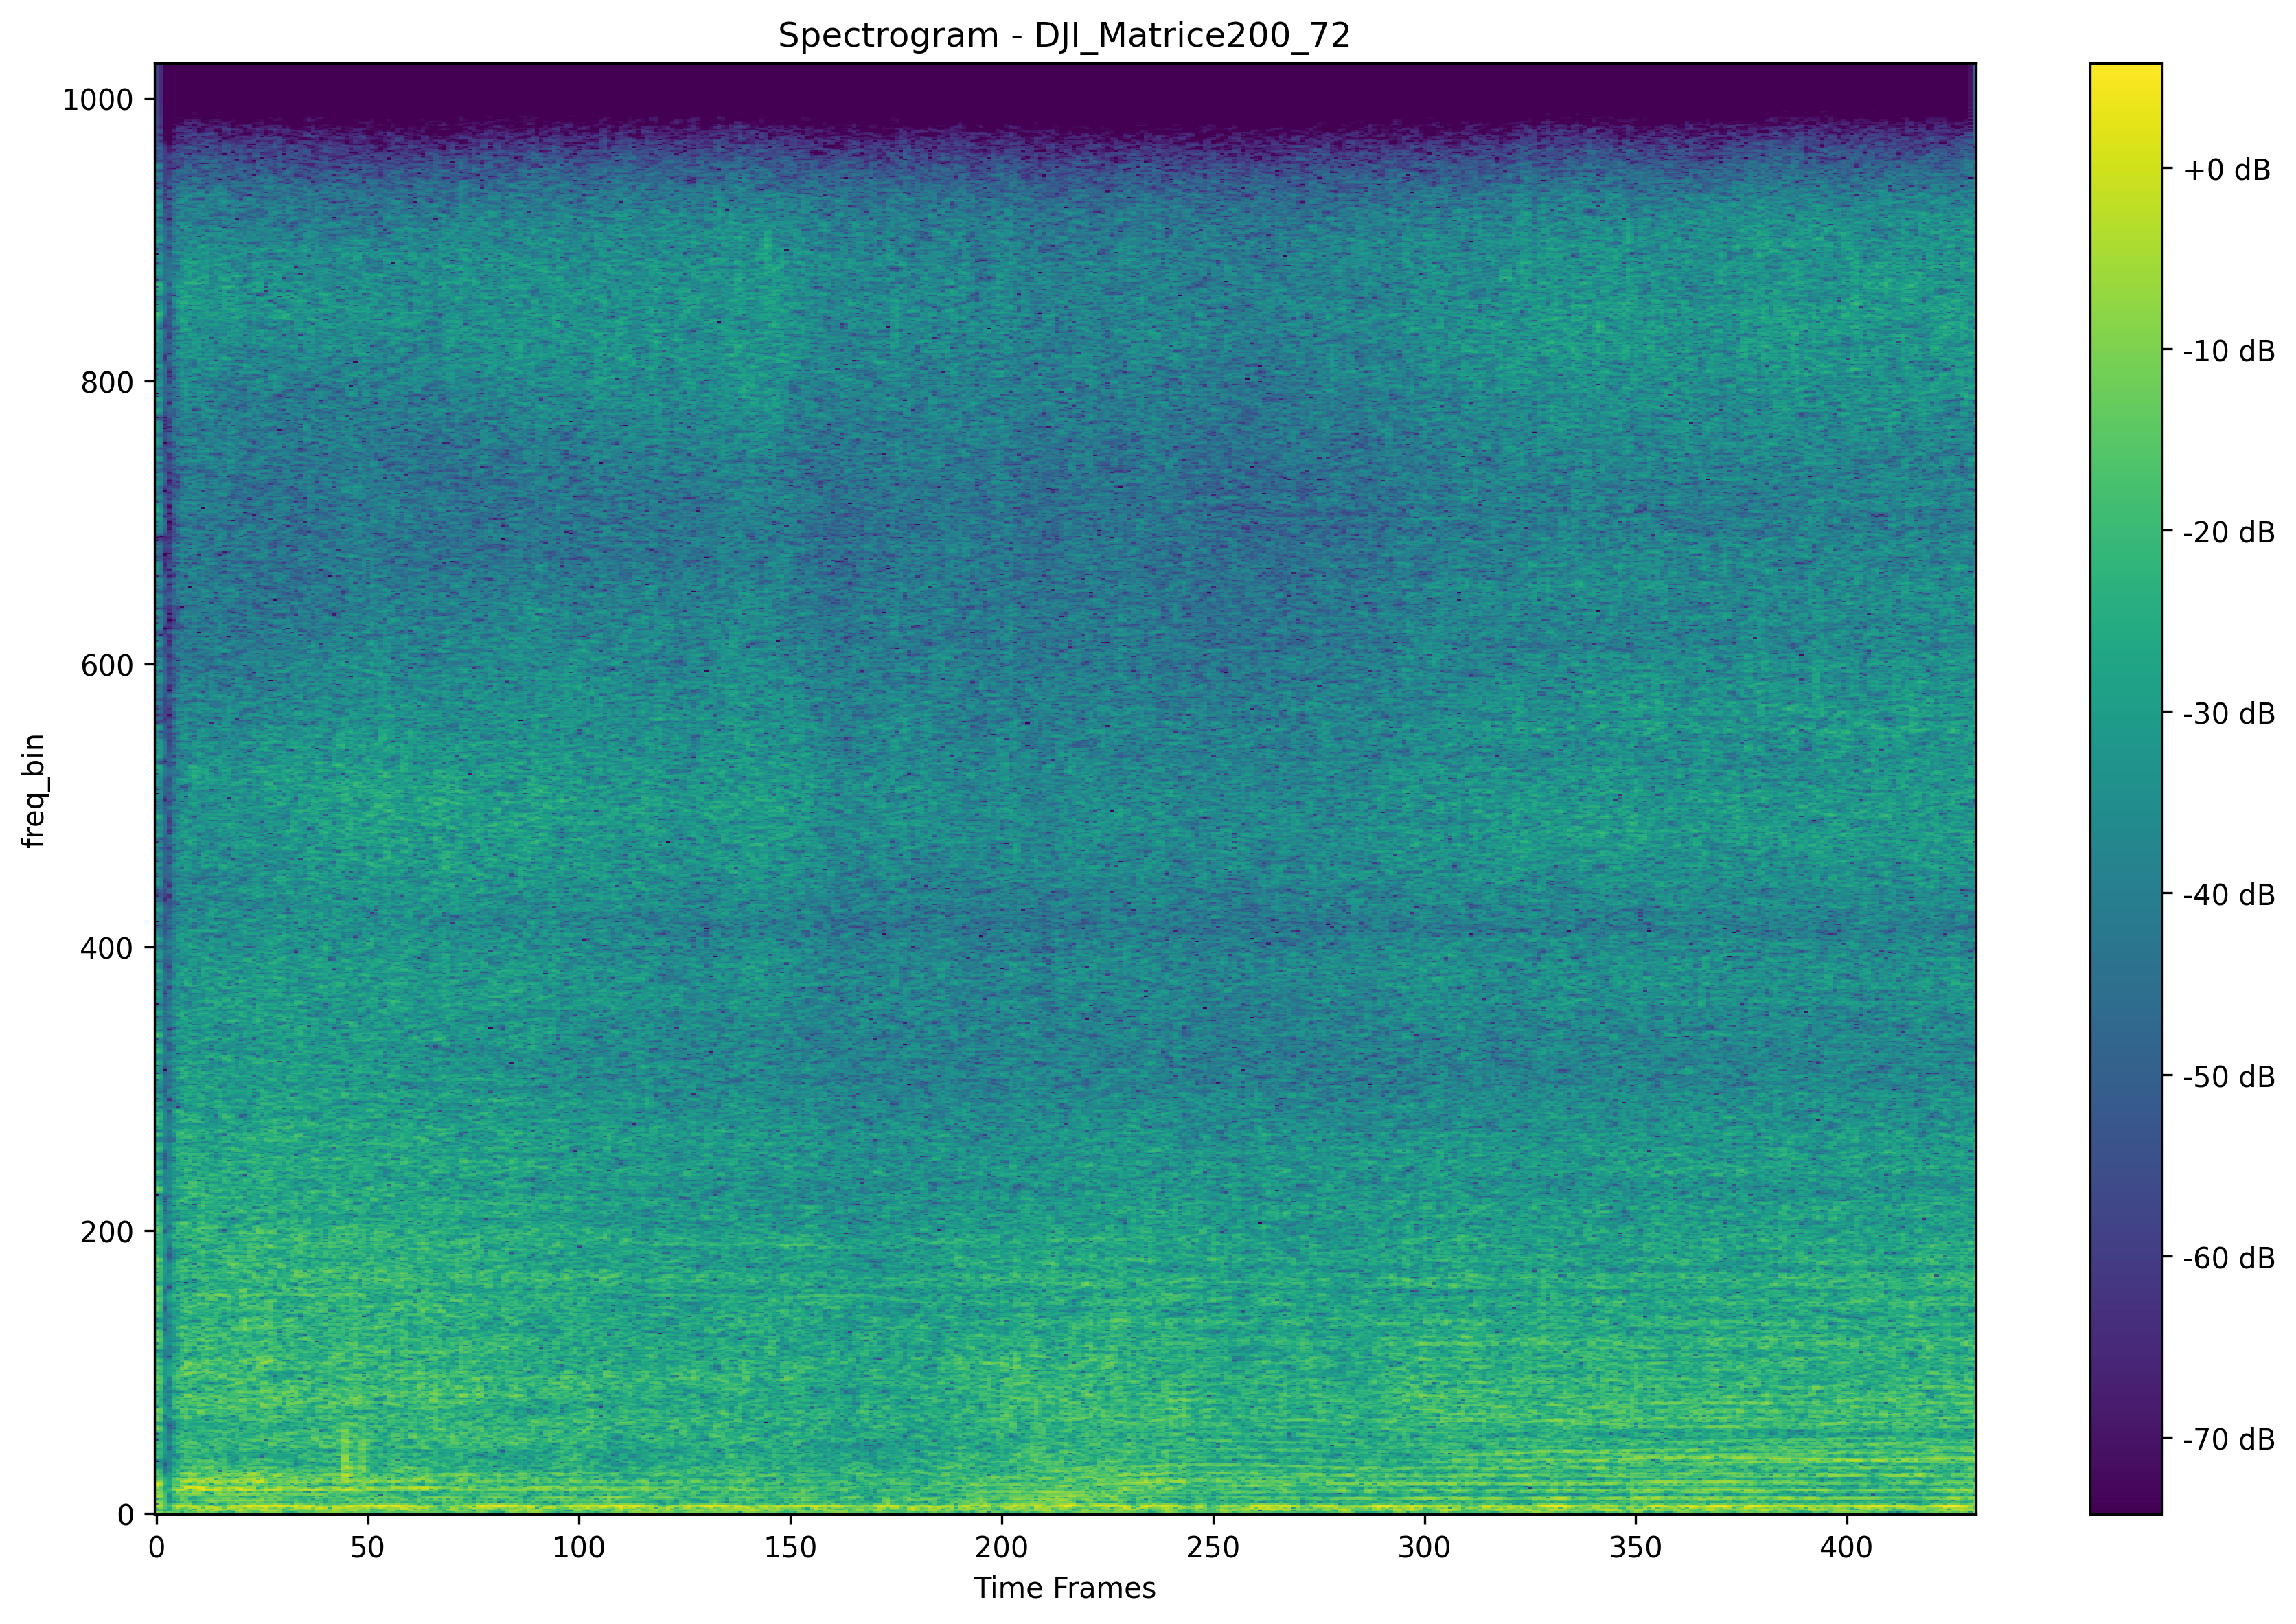 Spectrogram - DJI_Matrice200_72
1000
800
600
400
200
0
freq_bin
0 50 100 150 200 250 300 350 400
Time Frames
+0 dB
-10 dB
-20 dB
-30 dB
-40 dB
-50 dB
-60 dB
-70 dB